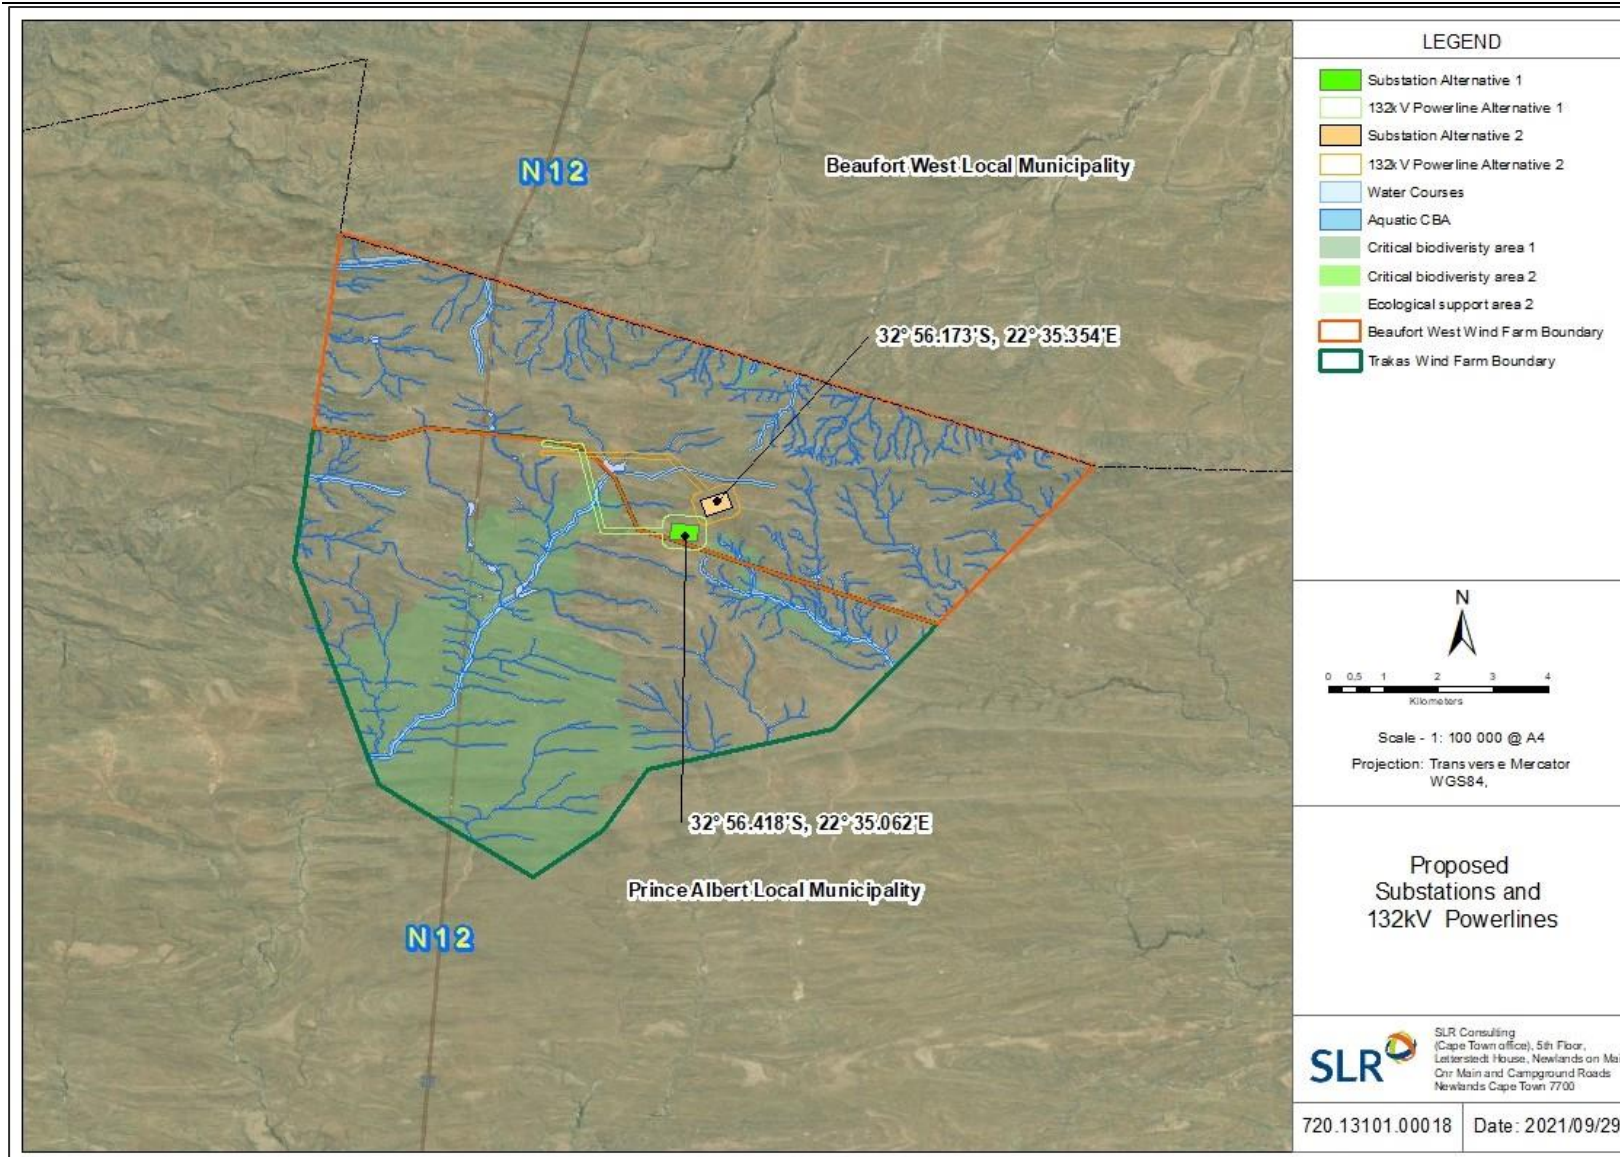 N12
Beaufort West Local Municipality
32° 56.173'S, 22° 35.354'E
32° 56.418'S, 22° 35.062'E
Prince Albert Local Municipality
N12
LEGEND
Substation Alternative 1
132kV Powerline Alternative 1
Substation Alternative 2
132kV Powerline Alternative 2
Water Courses
Aquatic CBA
Critical biodiveristy area 1
Critical biodiveristy area 2
Ecological support area 2
Beaufort West Wind Farm Boundary
Trakas Wind Farm Boundary
N
0 0,5 1 2 3 4
Kilometers
Scale - 1: 100 000 @ A4
Projection: Transverse Mercator
WGS84,
Proposed
Substations and
132kV Powerlines
SLR
SLR Consulting
(Cape Town office), 5th Floor,
Letterstedt House, Newlands on Mai
Cnr Main and Campground Roads
Newlands Cape Town 7700
720.13101.00018
Date: 2021/09/29